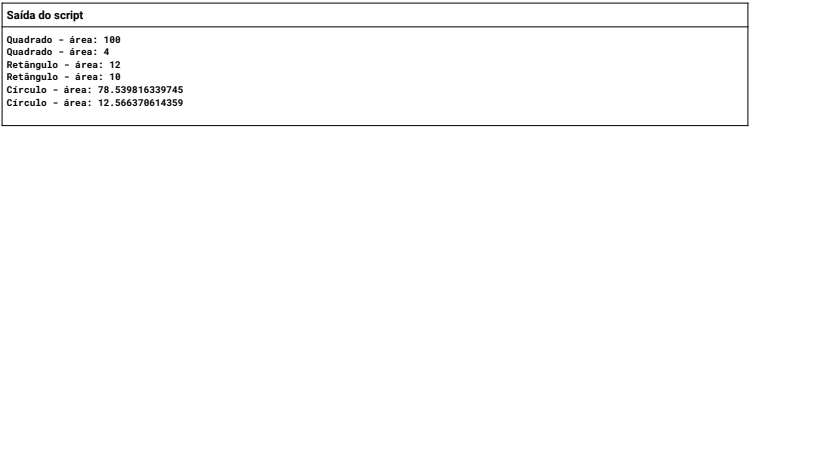 Saída do script
Quadrado - área: 100
Quadrado - área: 4
Retângulo - área: 12
Retângulo - área: 10
Círculo - área: 78.539816339745
Círculo - área: 12.566370614359